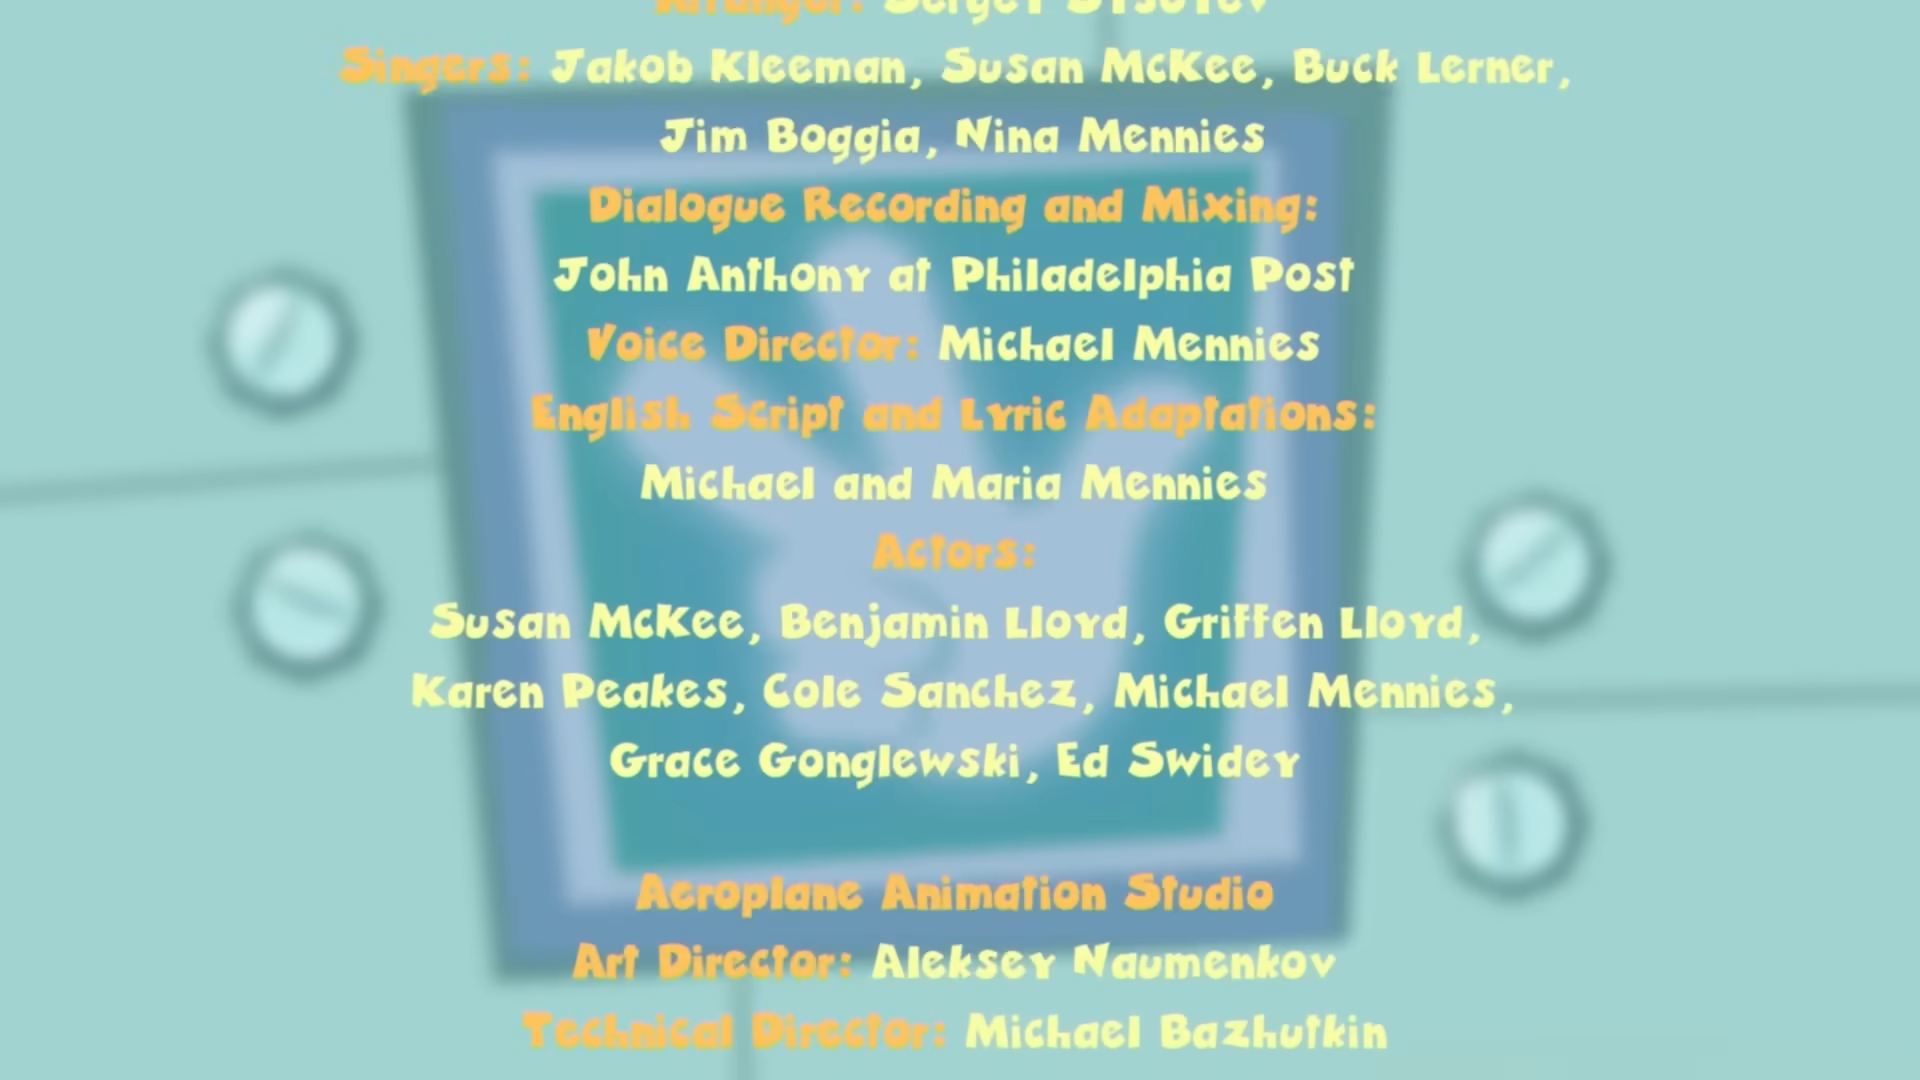 Arranger: Sergey
Singers: Jakob Kleeman, Susan McKee, Buck Lerner,
Jim Boggia, Nina Mennies
Dialogue Recording and Mixing:
John Anthony at Philadelphia Post
Voice Director: Michael Mennies
English Script and Lyric Adaptations:
Michael and Maria Mennies
Actors:
Susan McKee, Benjamin Lloyd, Griffen Lloyd,
Karen Peakes, Cole Sanchez, Michael Mennies,
Grace Gonglewski, Ed Swidey
Aeroplane Animation Studio
Art Director: Aleksey Naumenkov
Technical Director: Michael Bazhutkin